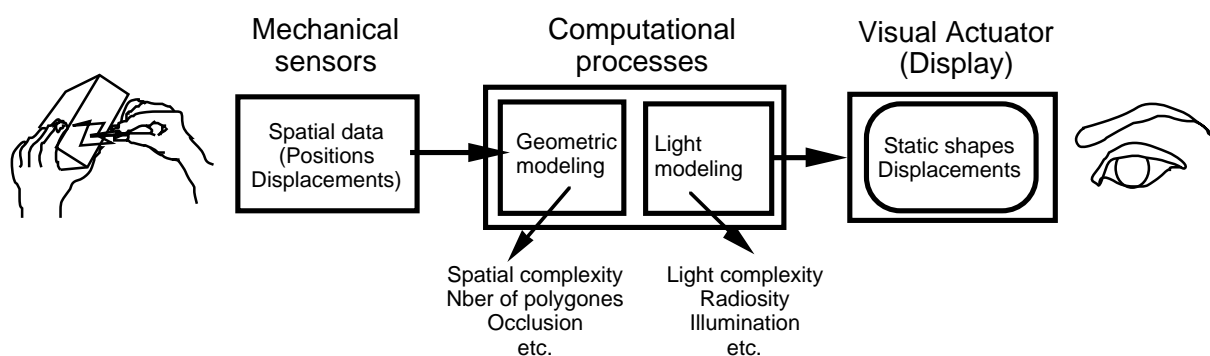 Mechanical
sensors
Computational
processes
Visual Actuator
(Display)
Spatial data
(Positions
Displacements)
Geometric
modeling
Light
modeling
Static shapes
Displacements
Spatial complexity
Nber of polygones
Occlusion
etc.
Light complexity
Radiosity
Illumination
etc.